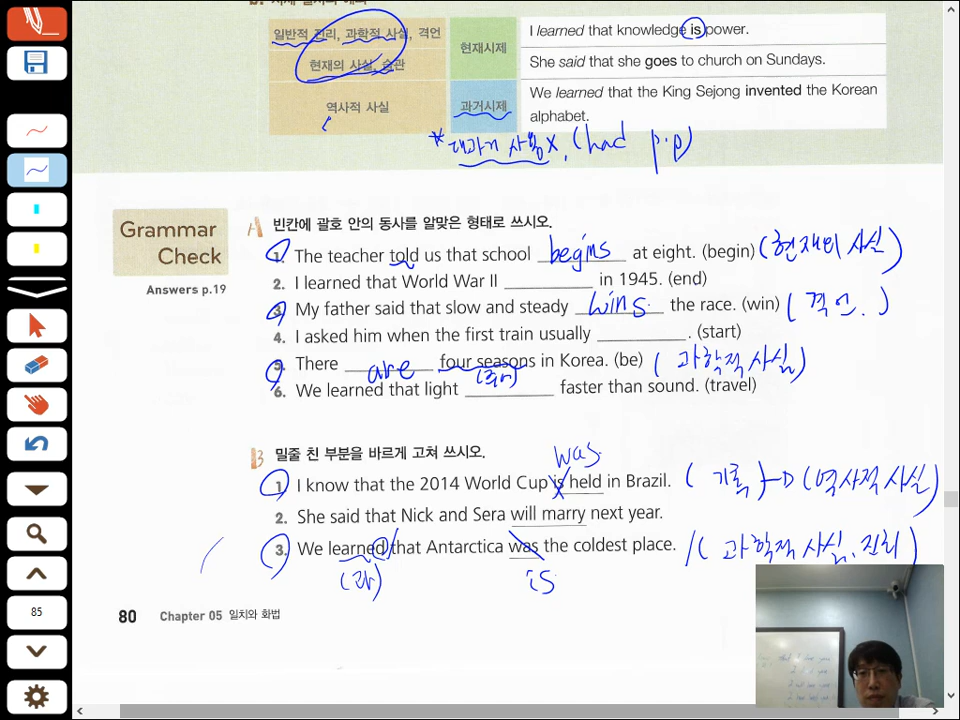 일반적 진리, 과학적 사실, 격언
현재의 사실, 습관
현재시제
I learned that knowledge is power.
She said that she goes to church on Sundays.
역사적 사실
과거시제
We learned that the King Sejong invented the Korean
alphabet.
* 대과거 사용 X, (had p.p)
Grammar
Check
Answers p.19
A 빈칸에 괄호 안의 동사를 알맞은 형태로 쓰시오.
1. The teacher told us that school begins at eight. (begin) (현재의 사실)
2. I learned that World War II __________ in 1945. (end)
3. My father said that slow and steady wins the race. (win) (격언.)
4. I asked him when the first train usually __________. (start)
5. There are four seasons in Korea. (be) (과학적 사실)
(주어)
6. We learned that light __________ faster than sound. (travel)
B 밑줄 친 부분을 바르게 고쳐 쓰시오.
was
1. I know that the 2014 World Cup is held in Brazil. (기록) → (역사적 사실)
2. She said that Nick and Sera will marry next year.
3. We learned that Antarctica was the coldest place. / (과학적 사실, 진리)
(과) is
80 Chapter 05 일치와 화법
85